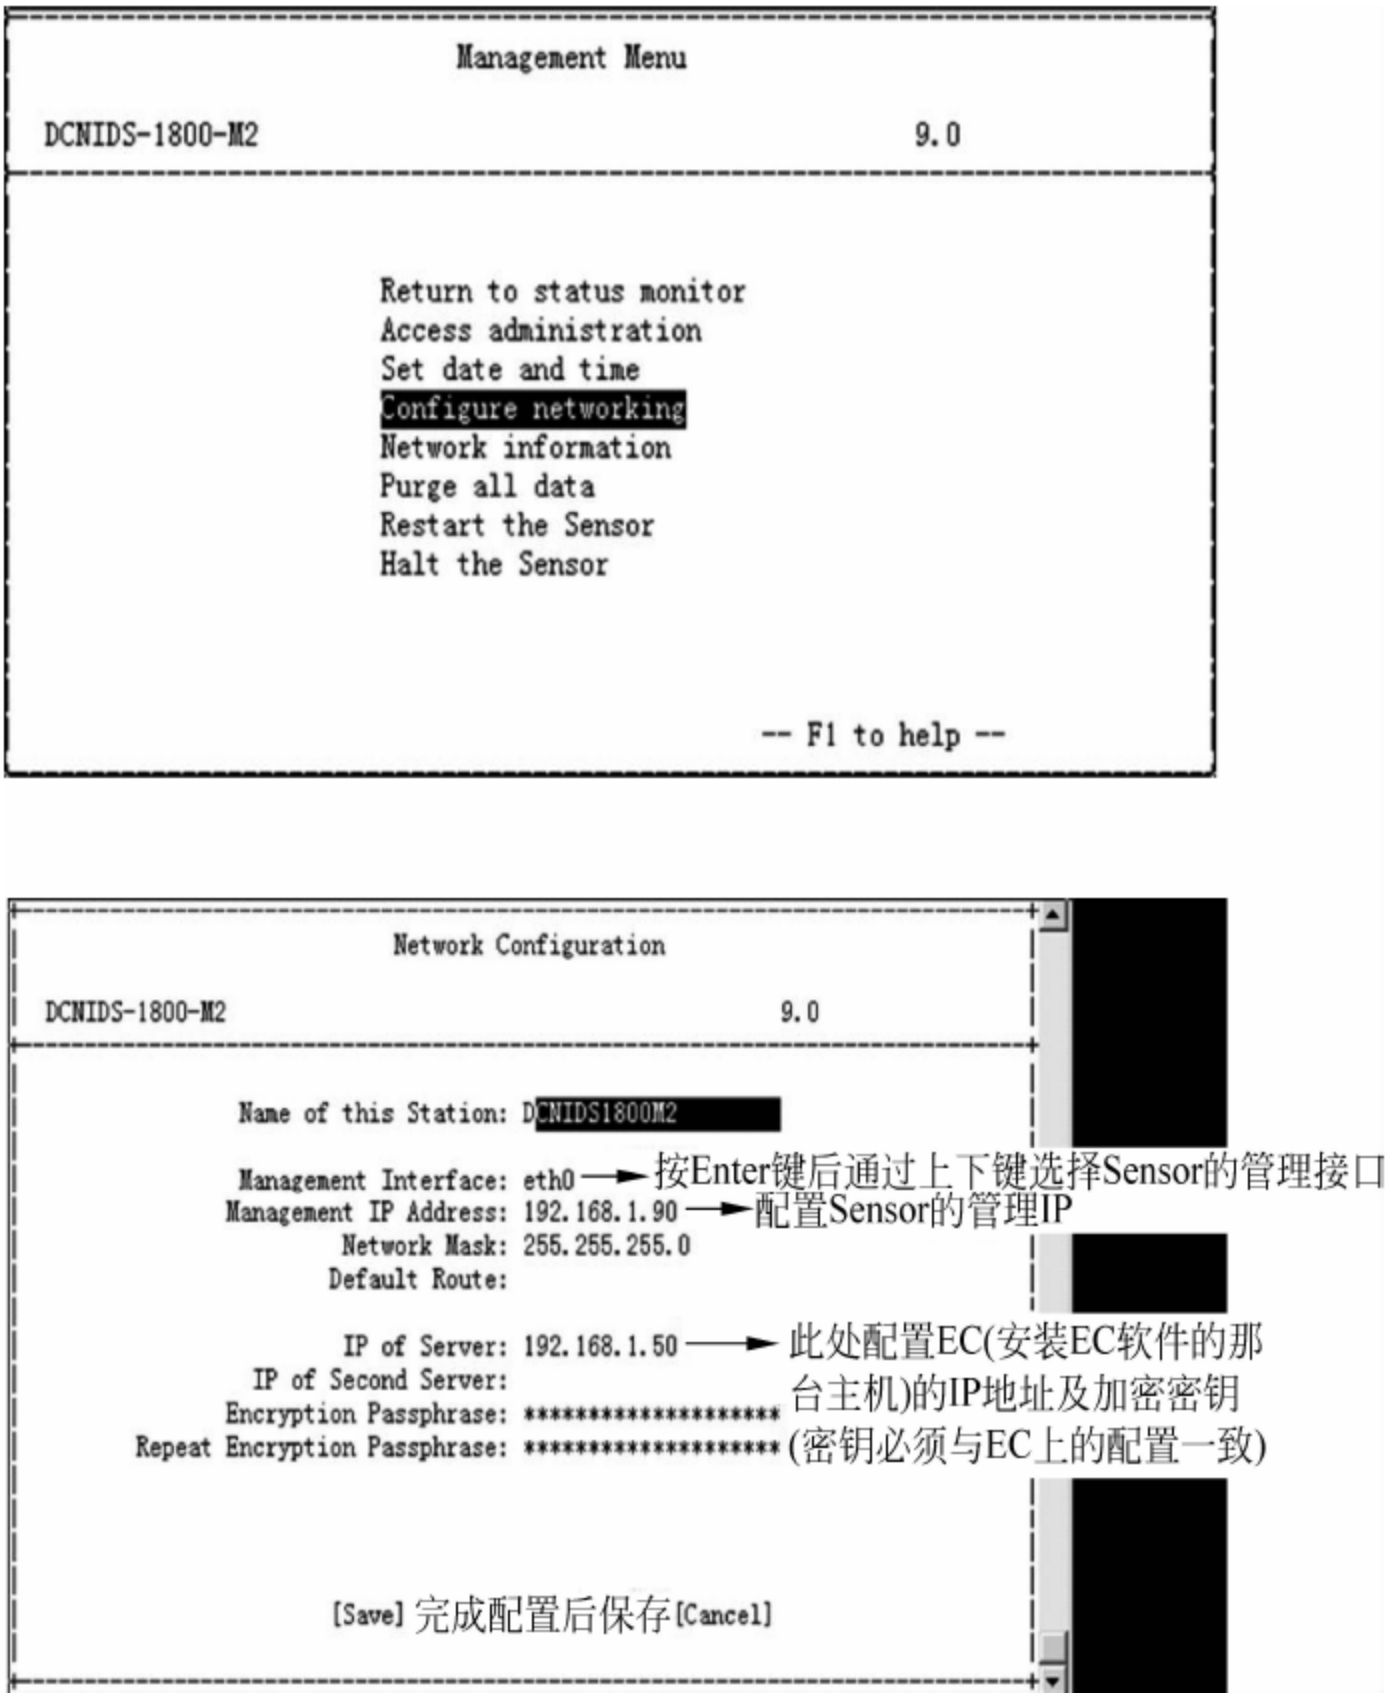 Management Menu
DCNIDS-1800-M2 9.0
Return to status monitor
Access administration
Set date and time
Configure networking
Network information
Purge all data
Restart the Sensor
Halt the Sensor
-- F1 to help --
Network Configuration
DCNIDS-1800-M2 9.0
Name of this Station: DCNIDS1800M2
Management Interface: eth0 按Enter键后通过上下键选择Sensor的管理接口
Management IP Address: 192.168.1.90 配置Sensor的管理IP
Network Mask: 255.255.255.0
Default Route:
IP of Server: 192.168.1.50 此处配置EC(安装EC软件的那
IP of Second Server: 台主机)的IP地址及加密密钥
Encryption Passphrase: ********************
Repeat Encryption Passphrase: ******************** (密钥必须与EC上的配置一致)
[Save] 完成配置后保存 [Cancel]